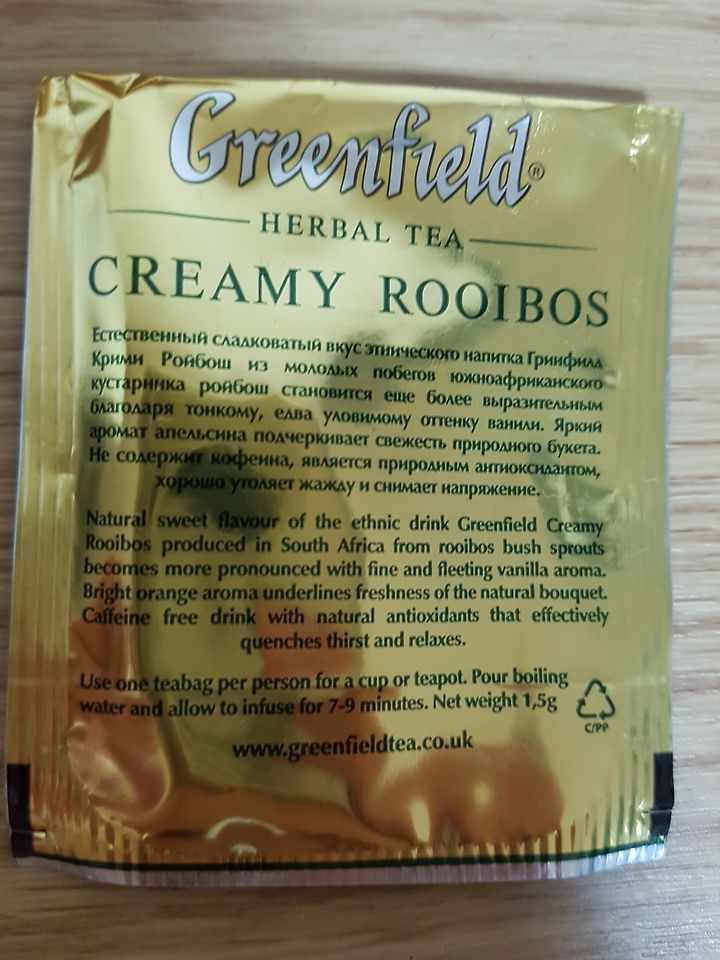 Greenfield®
HERBAL TEA
CREAMY ROOIBOS
Естественный сладковатый вкус этнического напитка Гринфилд
Крими Ройбош из молодых побегов южноафриканского
кустарника ройбош становится еще более выразительным
благодаря тонкому, едва уловимому оттенку ванили. Яркий
аромат апельсина подчеркивает свежесть природного букета.
Не содержит кофеина, является природным антиоксидантом,
хорошо утоляет жажду и снимает напряжение.
Natural sweet flavour of the ethnic drink Greenfield Creamy
Rooibos produced in South Africa from rooibos bush sprouts
becomes more pronounced with fine and fleeting vanilla aroma.
Bright orange aroma underlines freshness of the natural bouquet.
Caffeine free drink with natural antioxidants that effectively
quenches thirst and relaxes.
Use one teabag per person for a cup or teapot. Pour boiling
water and allow to infuse for 7-9 minutes. Net weight 1,5g
C/PP
www.greenfieldtea.co.uk